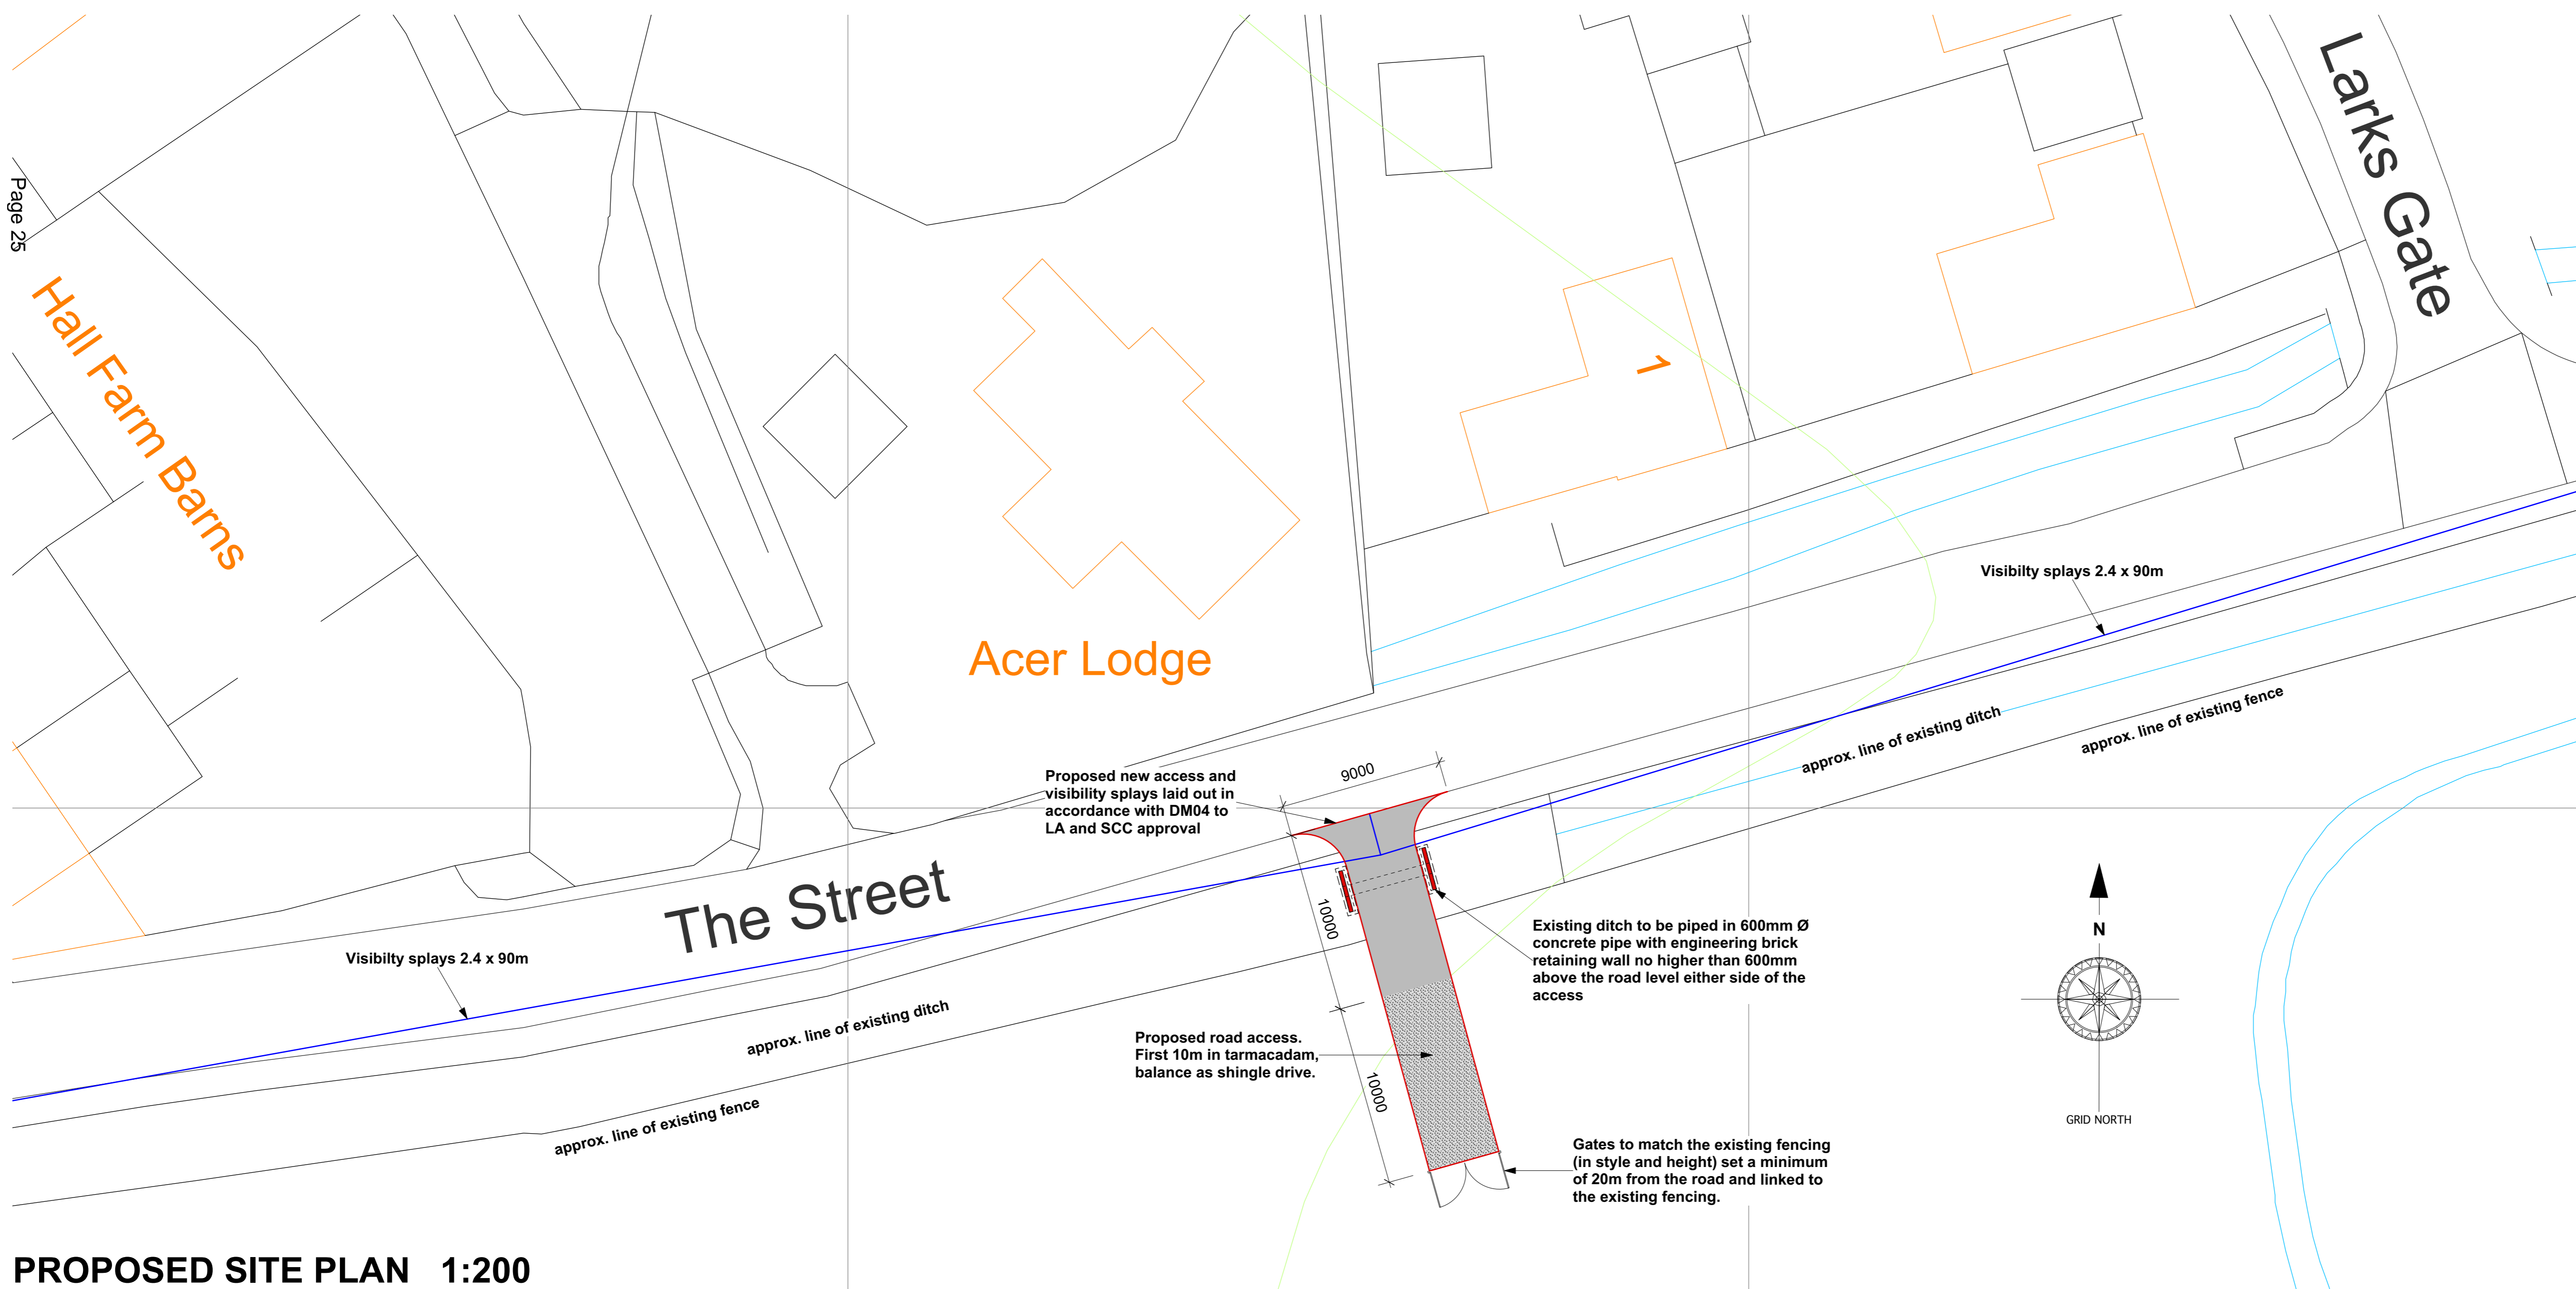 Page 25
Larks Gate
Hall Farm Barns
1
Visibilty splays 2.4 x 90m
Acer Lodge
approx. line of existing ditch
approx. line of existing fence
9000
Proposed new access and
visibility splays laid out in
accordance with DM04 to
LA and SCC approval
The Street
10000
Existing ditch to be piped in 600mm Ø
concrete pipe with engineering brick
retaining wall no higher than 600mm
above the road level either side of the
access
N
GRID NORTH
Visibilty splays 2.4 x 90m
approx. line of existing ditch
approx. line of existing fence
Proposed road access.
First 10m in tarmacadam,
balance as shingle drive.
10000
Gates to match the existing fencing
(in style and height) set a minimum
of 20m from the road and linked to
the existing fencing.
PROPOSED SITE PLAN 1:200